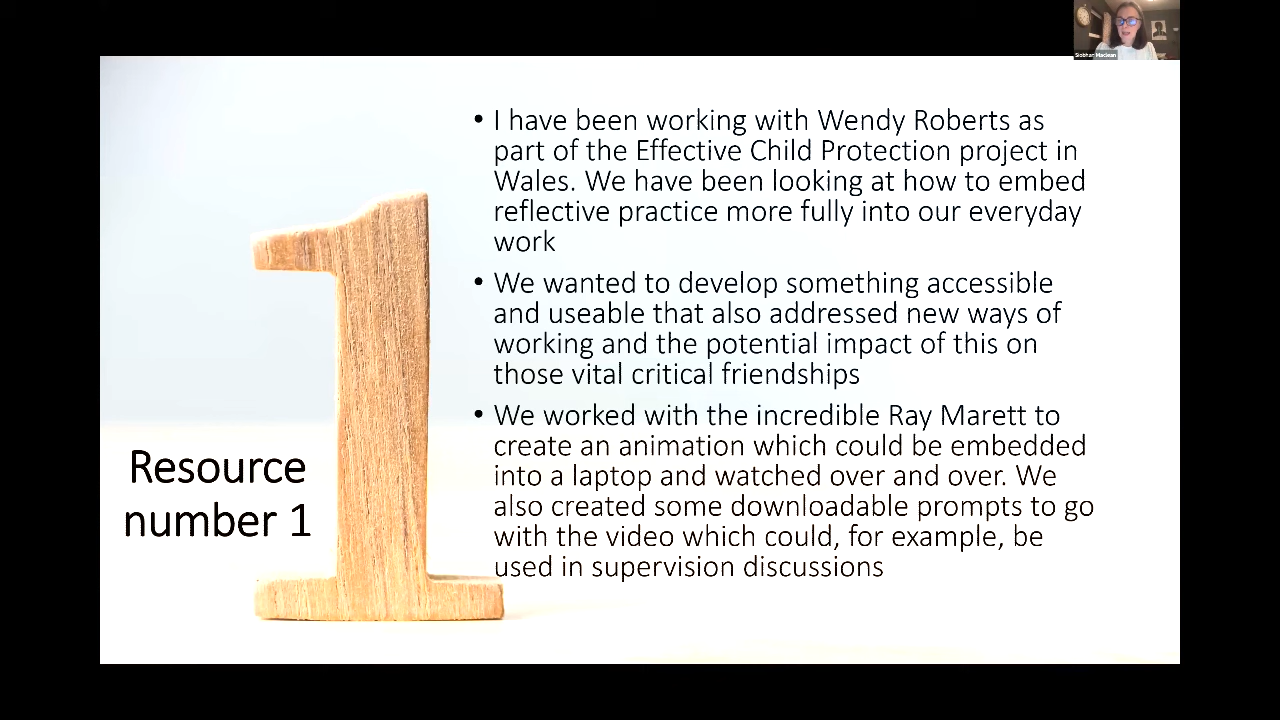 Siobhan Maclean
• I have been working with Wendy Roberts as
part of the Effective Child Protection project in
Wales. We have been looking at how to embed
reflective practice more fully into our everyday
work
• We wanted to develop something accessible
and useable that also addressed new ways of
working and the potential impact of this on
those vital critical friendships
• We worked with the incredible Ray Marett to
create an animation which could be embedded
into a laptop and watched over and over. We
also created some downloadable prompts to go
with the video which could, for example, be
used in supervision discussions
Resource
number 1